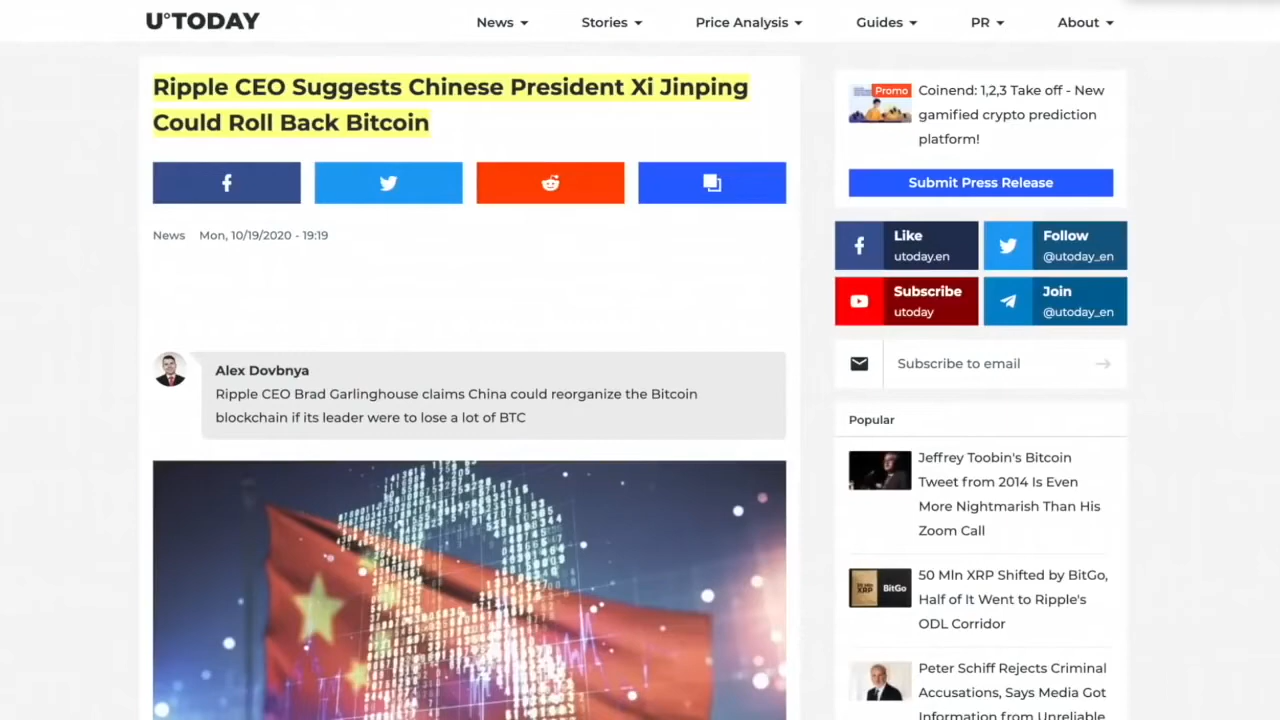 U°TODAY
News
Stories
Price Analysis
Guides
PR
About
Ripple CEO Suggests Chinese President Xi Jinping
Could Roll Back Bitcoin
News
Mon, 10/19/2020 - 19:19
Alex Dovbnya
Ripple CEO Brad Garlinghouse claims China could reorganize the Bitcoin
blockchain if its leader were to lose a lot of BTC
Promo
Coinend: 1,2,3 Take off - New
gamified crypto prediction
platform!
Submit Press Release
Like
utoday.en
Follow
@utoday_en
Subscribe
utoday
Join
@utoday_en
Subscribe to email
Popular
Jeffrey Toobin's Bitcoin
Tweet from 2014 Is Even
More Nightmarish Than His
Zoom Call
BitGo
50 Mln XRP Shifted by BitGo,
Half of It Went to Ripple's
ODL Corridor
Peter Schiff Rejects Criminal
Accusations, Says Media Got
Information from Unreliable